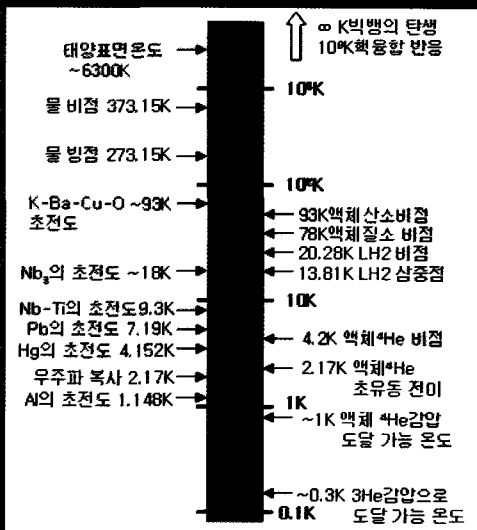 ∞ K빅뱅의 탄생
10⁸K핵융합 반응
태양표면온도
~6300K
물 비점 373.15K
물 빙점 273.15K
K-Ba-Cu-O ~93K
초전도
Nb₃의 초전도 ~18K
Nb-Ti의 초전도9.3K
Pb의 초전도 7.19K
Hg의 초전도 4.152K
우주파 복사 2.17K
Al의 초전도 1.148K
10K
1K
0.1K
93K액체산소비점
78K액체질소 비점
20.28K LH2 비점
13.81K LH2 삼중점
4.2K 액체⁴He 비점
2.17K 액체⁴He
초유동 전이
~1K 액체 ⁴He감압
도달 가능 온도
~0.3K 3He감압으로
도달 가능 온도